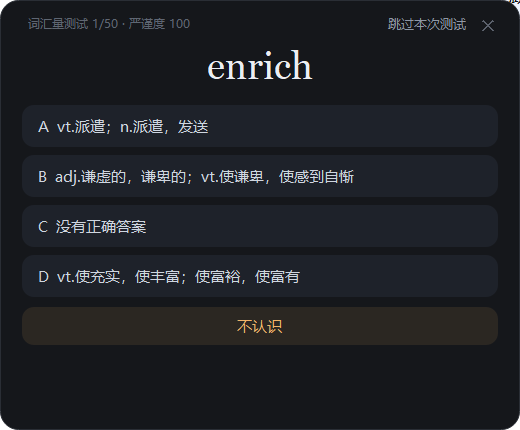 词汇量测试 1/50 · 严谨度 100
跳过本次测试
enrich
A vt.派遣；n.派遣，发送
B adj.谦虚的，谦卑的；vt.使谦卑，使感到自惭
C 没有正确答案
D vt.使充实，使丰富；使富裕，使富有
不认识